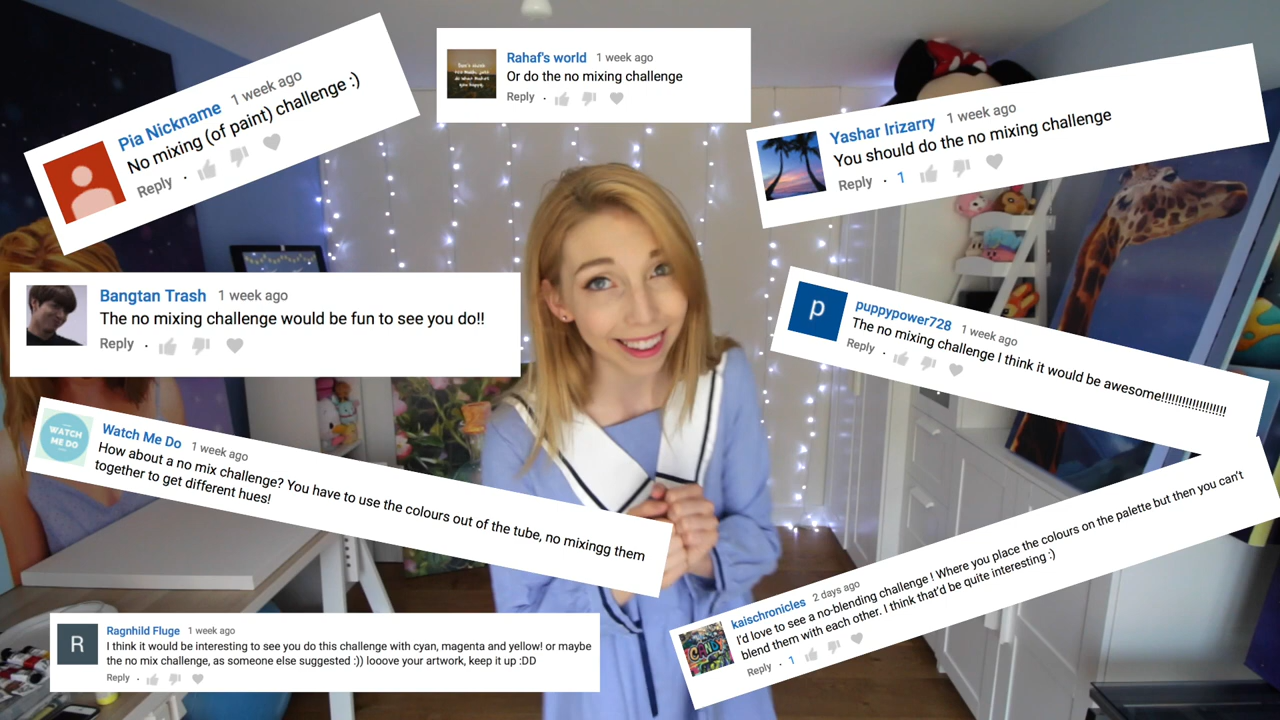 Pia Nickname 1 week ago
No mixing (of paint) challenge :)
Reply
Rahaf's world 1 week ago
Or do the no mixing challenge
Reply
Yashar Irizarry 1 week ago
You should do the no mixing challenge
Reply · 1
Bangtan Trash 1 week ago
The no mixing challenge would be fun to see you do!!
Reply
p
puppypower728 1 week ago
The no mixing challenge I think it would be awesome!!!!!!!!!!!!!!!!!!!
Reply
WATCH
ME DO
Watch Me Do 1 week ago
How about a no mix challenge? You have to use the colours out of the tube, no mixingg them
together to get different hues!
kaischronicles 2 days ago
I'd love to see a no-blending challenge ! Where you place the colours on the palette but then you can't
blend them with each other. I think that'd be quite interesting :)
Reply · 1
R
Ragnhild Fluge 1 week ago
I think it would be interesting to see you do this challenge with cyan, magenta and yellow! or maybe
the no mix challenge, as someone else suggested :)) looove your artwork, keep it up :DD
Reply